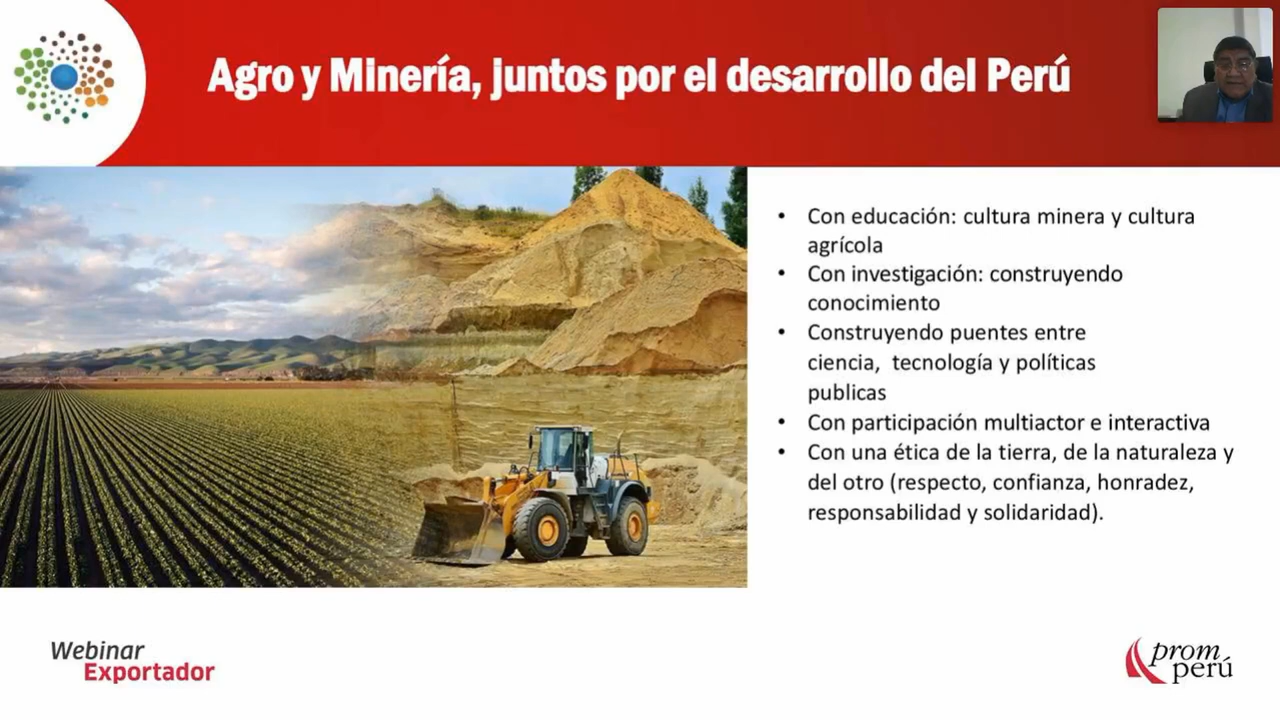 Agro y Minería, juntos por el desarrollo del Perú
• Con educación: cultura minera y cultura
agrícola
• Con investigación: construyendo
conocimiento
• Construyendo puentes entre
ciencia, tecnología y políticas
publicas
• Con participación multiactor e interactiva
• Con una ética de la tierra, de la naturaleza y
del otro (respecto, confianza, honradez,
responsabilidad y solidaridad).
Webinar
Exportador
prom
perú